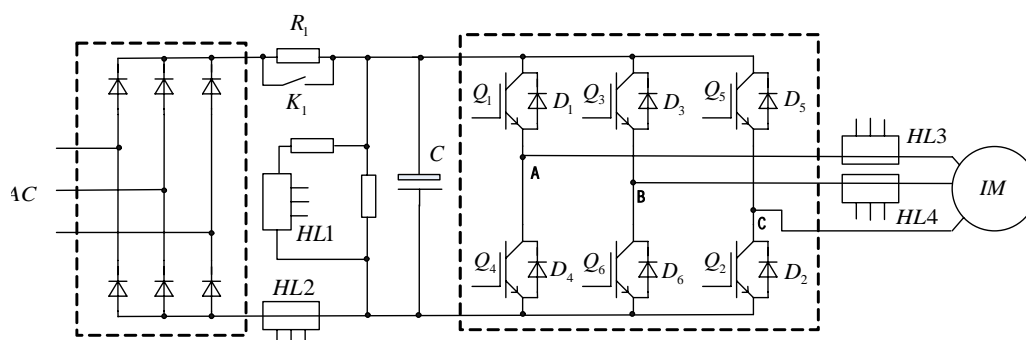 R₁
K₁
Q₁
D₁
Q₃
D₃
Q₅
D₅
HL3
C
A
B
AC
HL1
IM
HL4
C
HL2
Q₄
D₄
Q₆
D₆
Q₂
D₂